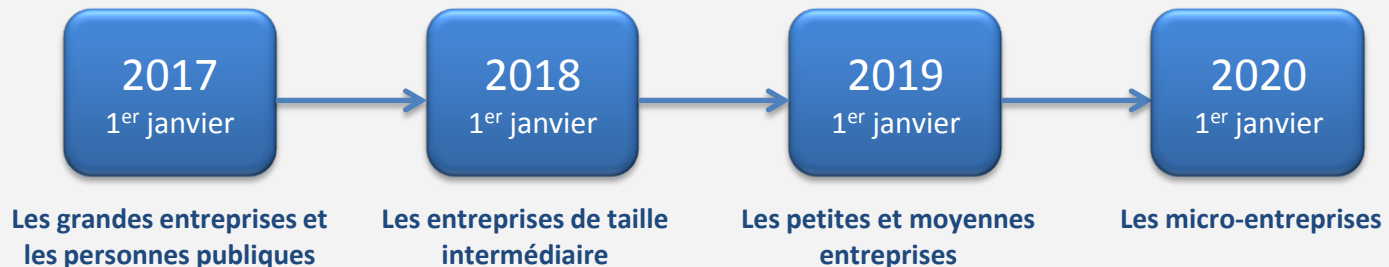 2017
1er janvier
Les grandes entreprises et
les personnes publiques
2018
1er janvier
Les entreprises de taille
intermédiaire
2019
1er janvier
Les petites et moyennes
entreprises
2020
1er janvier
Les micro-entreprises